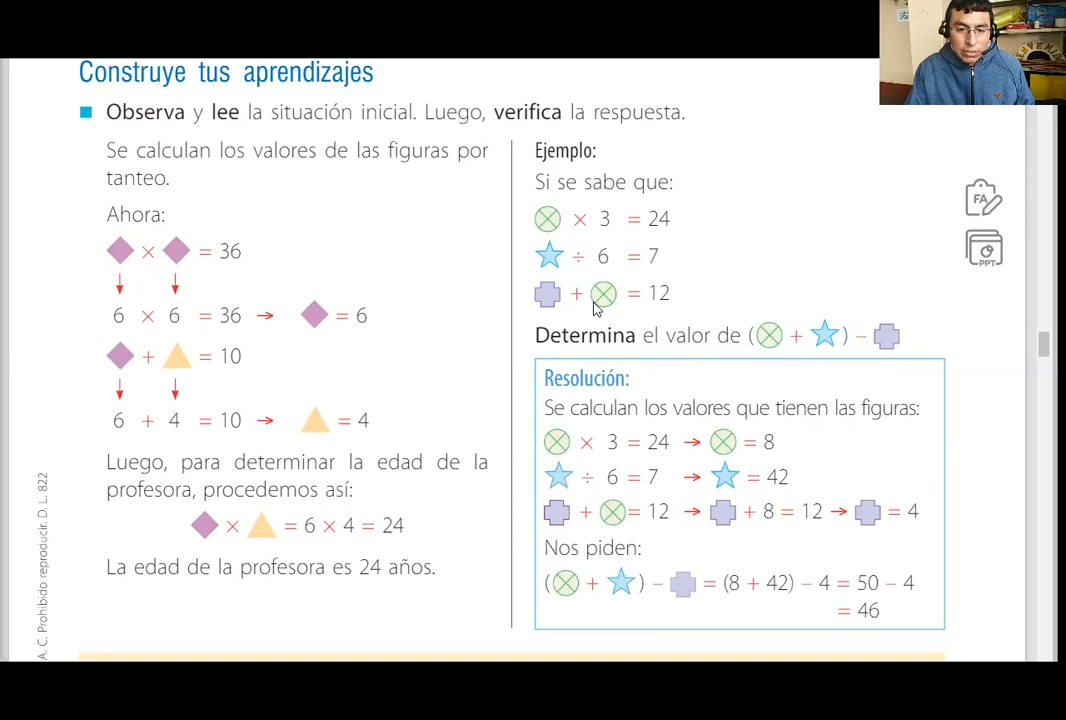 Construye tus aprendizajes
Observa y lee la situación inicial. Luego, verifica la respuesta.
Se calculan los valores de las figuras por
tanteo.
Ahora:
× = 36
6 × 6 = 36 → = 6
+ = 10
6 + 4 = 10 → = 4
Luego, para determinar la edad de la
profesora, procedemos así:
× = 6 × 4 = 24
La edad de la profesora es 24 años.
Ejemplo:
Si se sabe que:
× 3 = 24
÷ 6 = 7
+ = 12
Determina el valor de ( + ) –
Resolución:
Se calculan los valores que tienen las figuras:
× 3 = 24 → = 8
÷ 6 = 7 → = 42
+ = 12 → + 8 = 12 → = 4
Nos piden:
( + ) – = (8 + 42) – 4 = 50 – 4
= 46
A. C. Prohibido reproducir. D. L. 822
FA
PPT